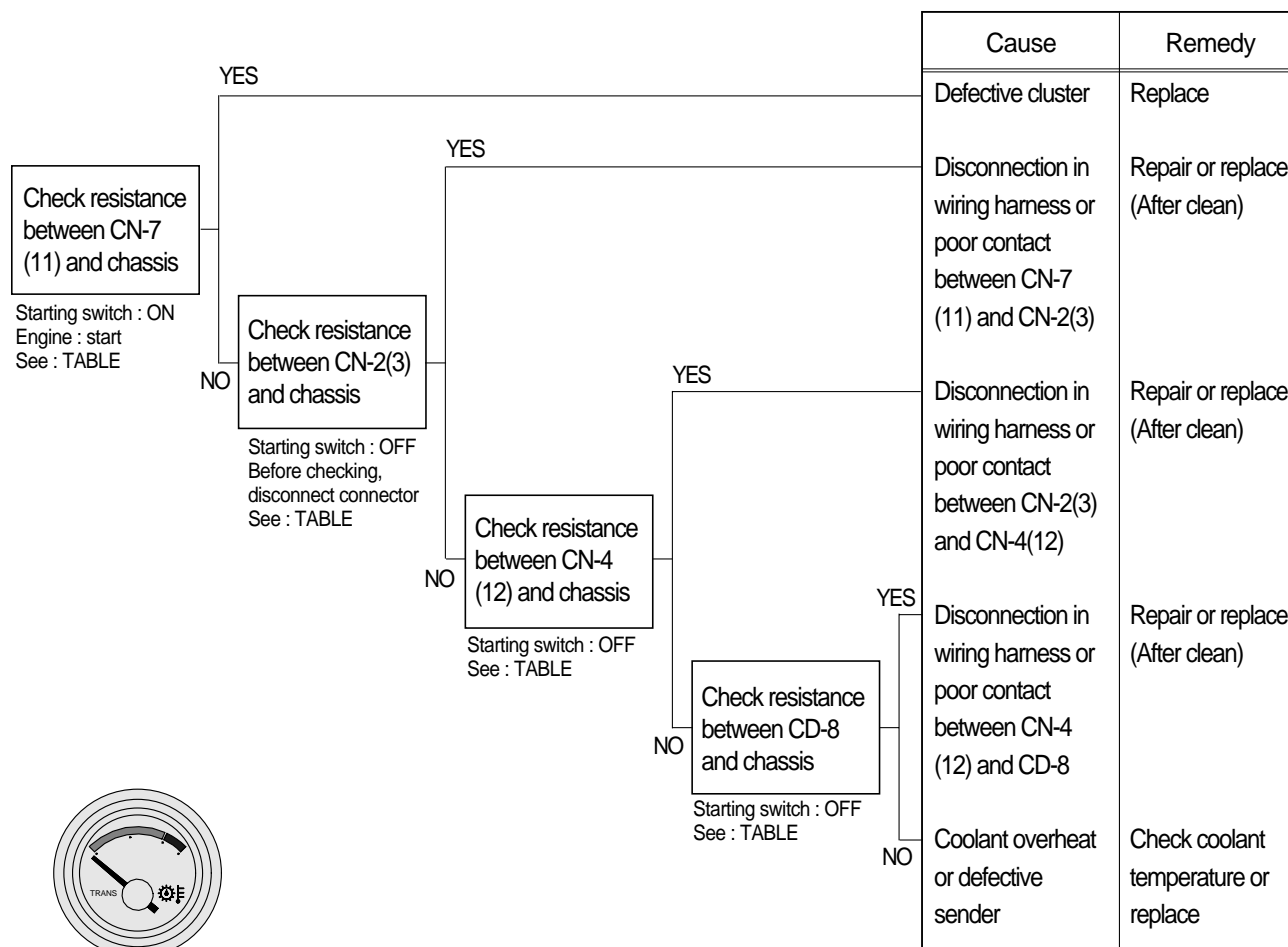 Cause
Remedy
YES
Defective cluster
Replace
YES
Check resistance
between CN-7
(11) and chassis
Starting switch : ON
Engine : start
See : TABLE
Disconnection in
wiring harness or
poor contact
between CN-7
(11) and CN-2(3)
Repair or replace
(After clean)
NO
Check resistance
between CN-2(3)
and chassis
Starting switch : OFF
Before checking,
disconnect connector
See : TABLE
YES
Disconnection in
wiring harness or
poor contact
between CN-2(3)
and CN-4(12)
Repair or replace
(After clean)
NO
Check resistance
between CN-4
(12) and chassis
Starting switch : OFF
See : TABLE
YES
Disconnection in
wiring harness or
poor contact
between CN-4
(12) and CD-8
Repair or replace
(After clean)
NO
Check resistance
between CD-8
and chassis
Starting switch : OFF
See : TABLE
NO
Coolant overheat
or defective
sender
Check coolant
temperature or
replace
TRANS